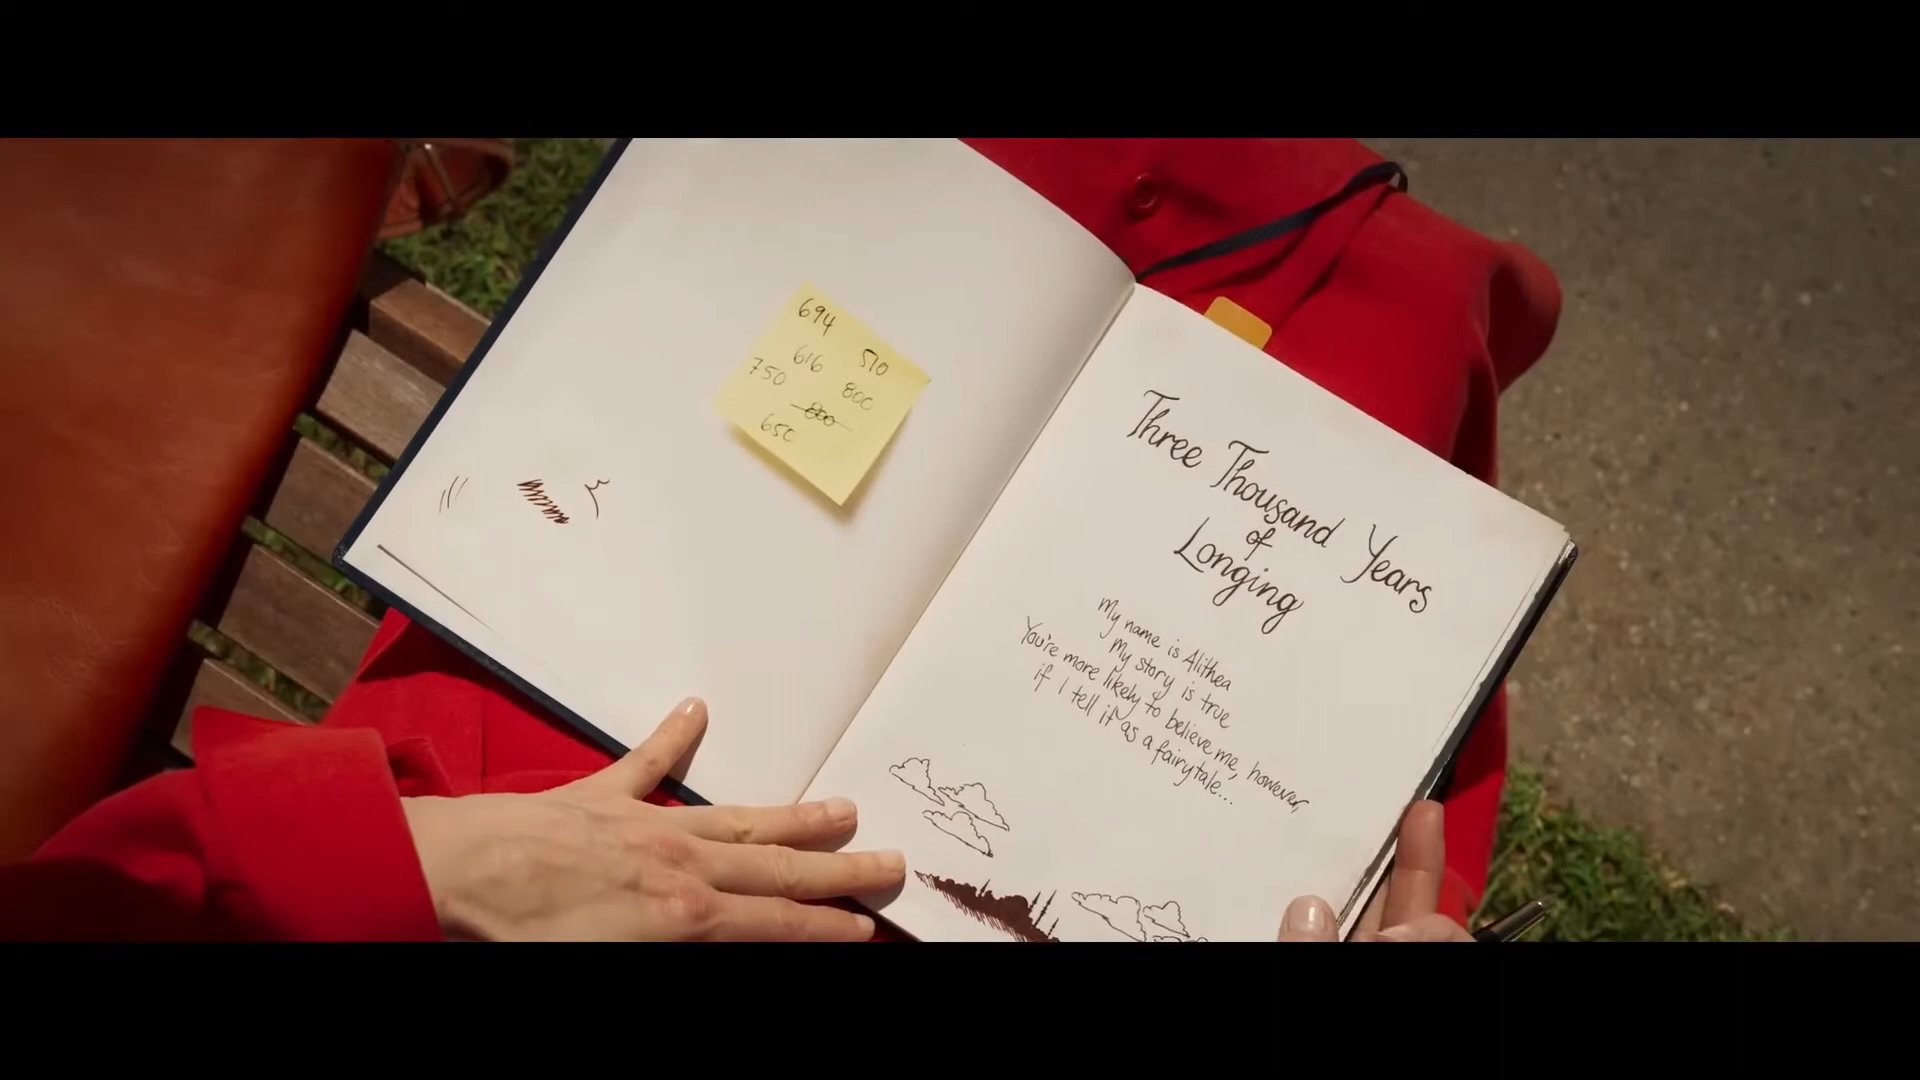 694
616 510
750 800
800
650
Three Thousand Years
of
Longing
My name is Alithea
My story is true
You're more likely to believe me, however,
if I tell it as a fairytale...